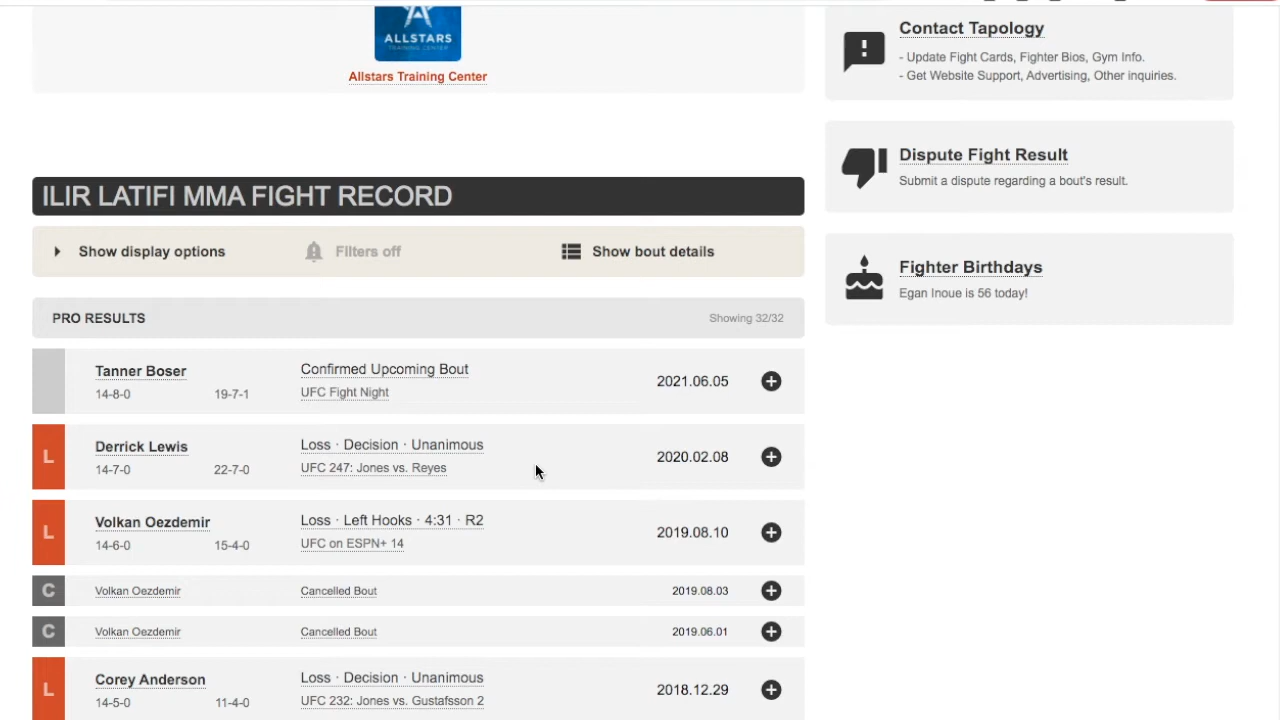 ALLSTARS
TRAINING CENTER
Allstars Training Center
ILIR LATIFI MMA FIGHT RECORD
Show display options
Filters off
Show bout details
PRO RESULTS
Showing 32/32
Tanner Boser
Confirmed Upcoming Bout
2021.06.05
14-8-0
19-7-1
UFC Fight Night
L
Derrick Lewis
Loss · Decision · Unanimous
2020.02.08
14-7-0
22-7-0
UFC 247: Jones vs. Reyes
L
Volkan Oezdemir
Loss · Left Hooks · 4:31 · R2
2019.08.10
14-6-0
15-4-0
UFC on ESPN+ 14
C
Volkan Oezdemir
Cancelled Bout
2019.08.03
C
Volkan Oezdemir
Cancelled Bout
2019.06.01
L
Corey Anderson
Loss · Decision · Unanimous
2018.12.29
14-5-0
11-4-0
UFC 232: Jones vs. Gustafsson 2
Contact Tapology
- Update Fight Cards, Fighter Bios, Gym Info.
- Get Website Support, Advertising, Other inquiries.
Dispute Fight Result
Submit a dispute regarding a bout's result.
Fighter Birthdays
Egan Inoue is 56 today!